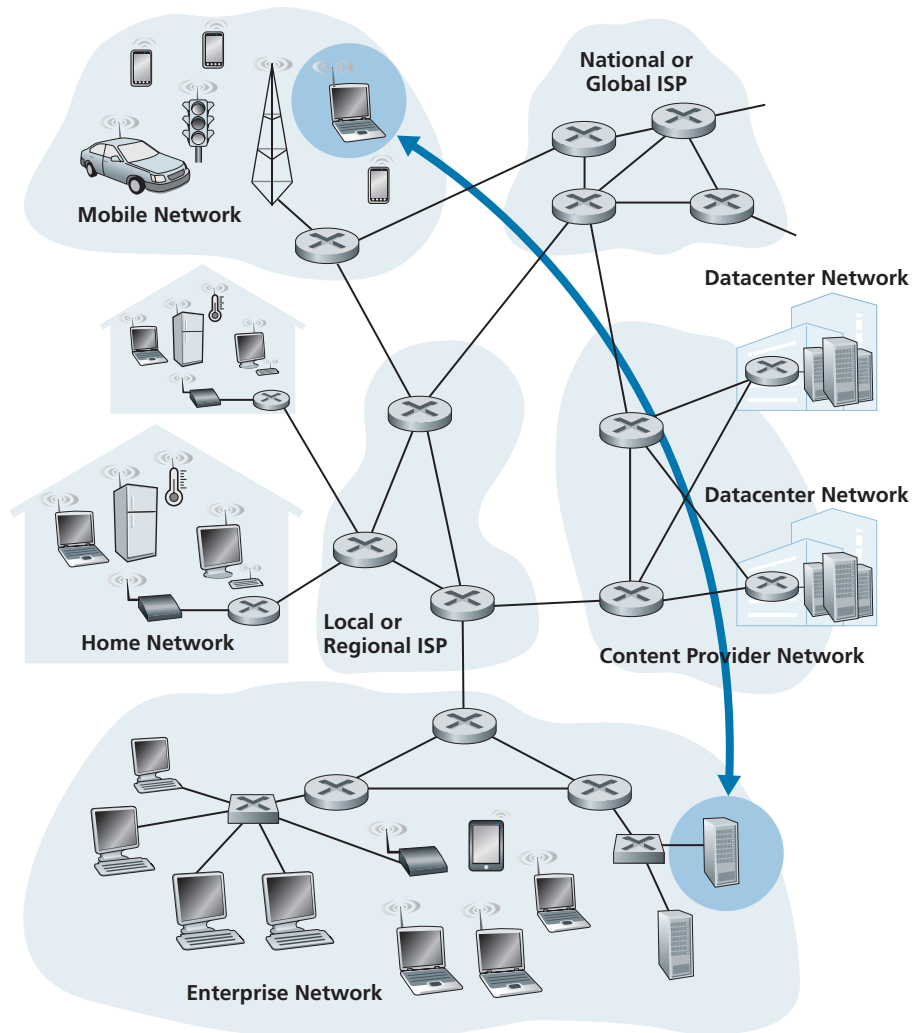 National or
Global ISP
Mobile Network
Datacenter Network
Datacenter Network
Home Network
Local or
Regional ISP
Content Provider Network
Enterprise Network